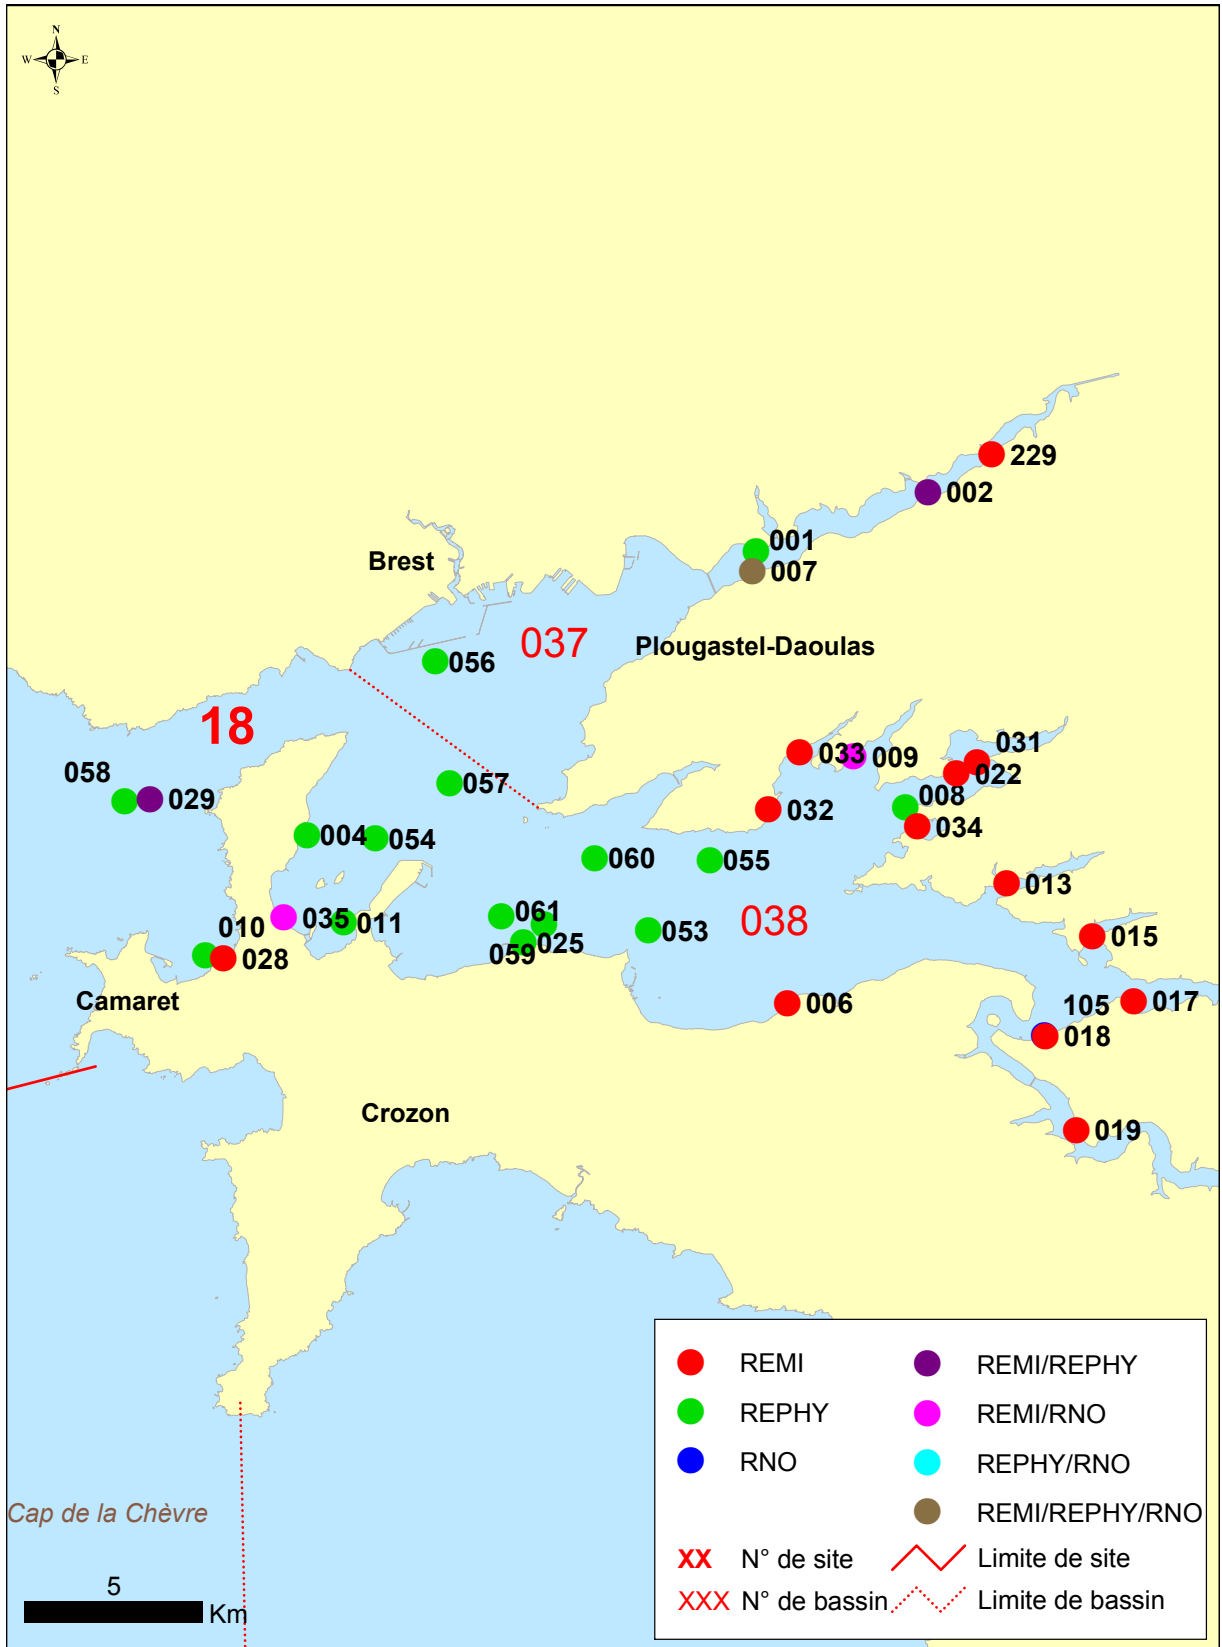 N
W E
S
229
002
001
007
Brest
037
Plougastel-Daoulas
056
18
033
009
031
022
058
029
057
032
008
034
004
054
060
055
013
010
035
011
061
038
015
028
059
025
053
Camaret
006
105
017
018
Crozon
019
REMI
REMI/REPHY
REPHY
REMI/RNO
RNO
REPHY/RNO
REMI/REPHY/RNO
XX N° de site
Limite de site
XXX N° de bassin
Limite de bassin
Cap de la Chèvre
5
Km